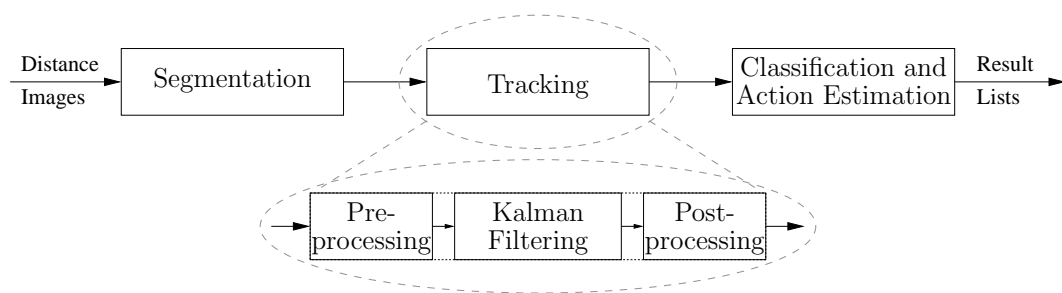 Distance
Images
Segmentation
Tracking
Classification and
Action Estimation
Result
Lists
Pre-
processing
Kalman
Filtering
Post-
processing